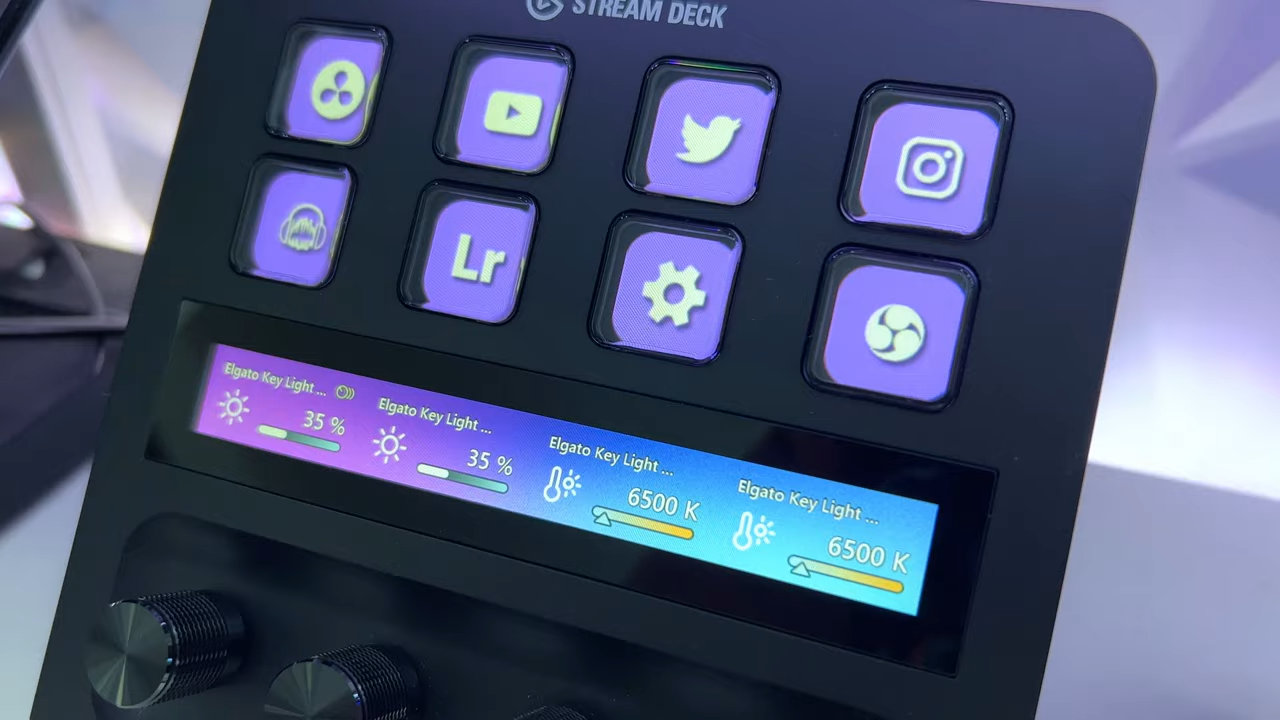 STREAM DECK
Lr
Elgato Key Light ...
35 %
Elgato Key Light ...
35 %
Elgato Key Light ...
6500 K
Elgato Key Light ...
6500 K